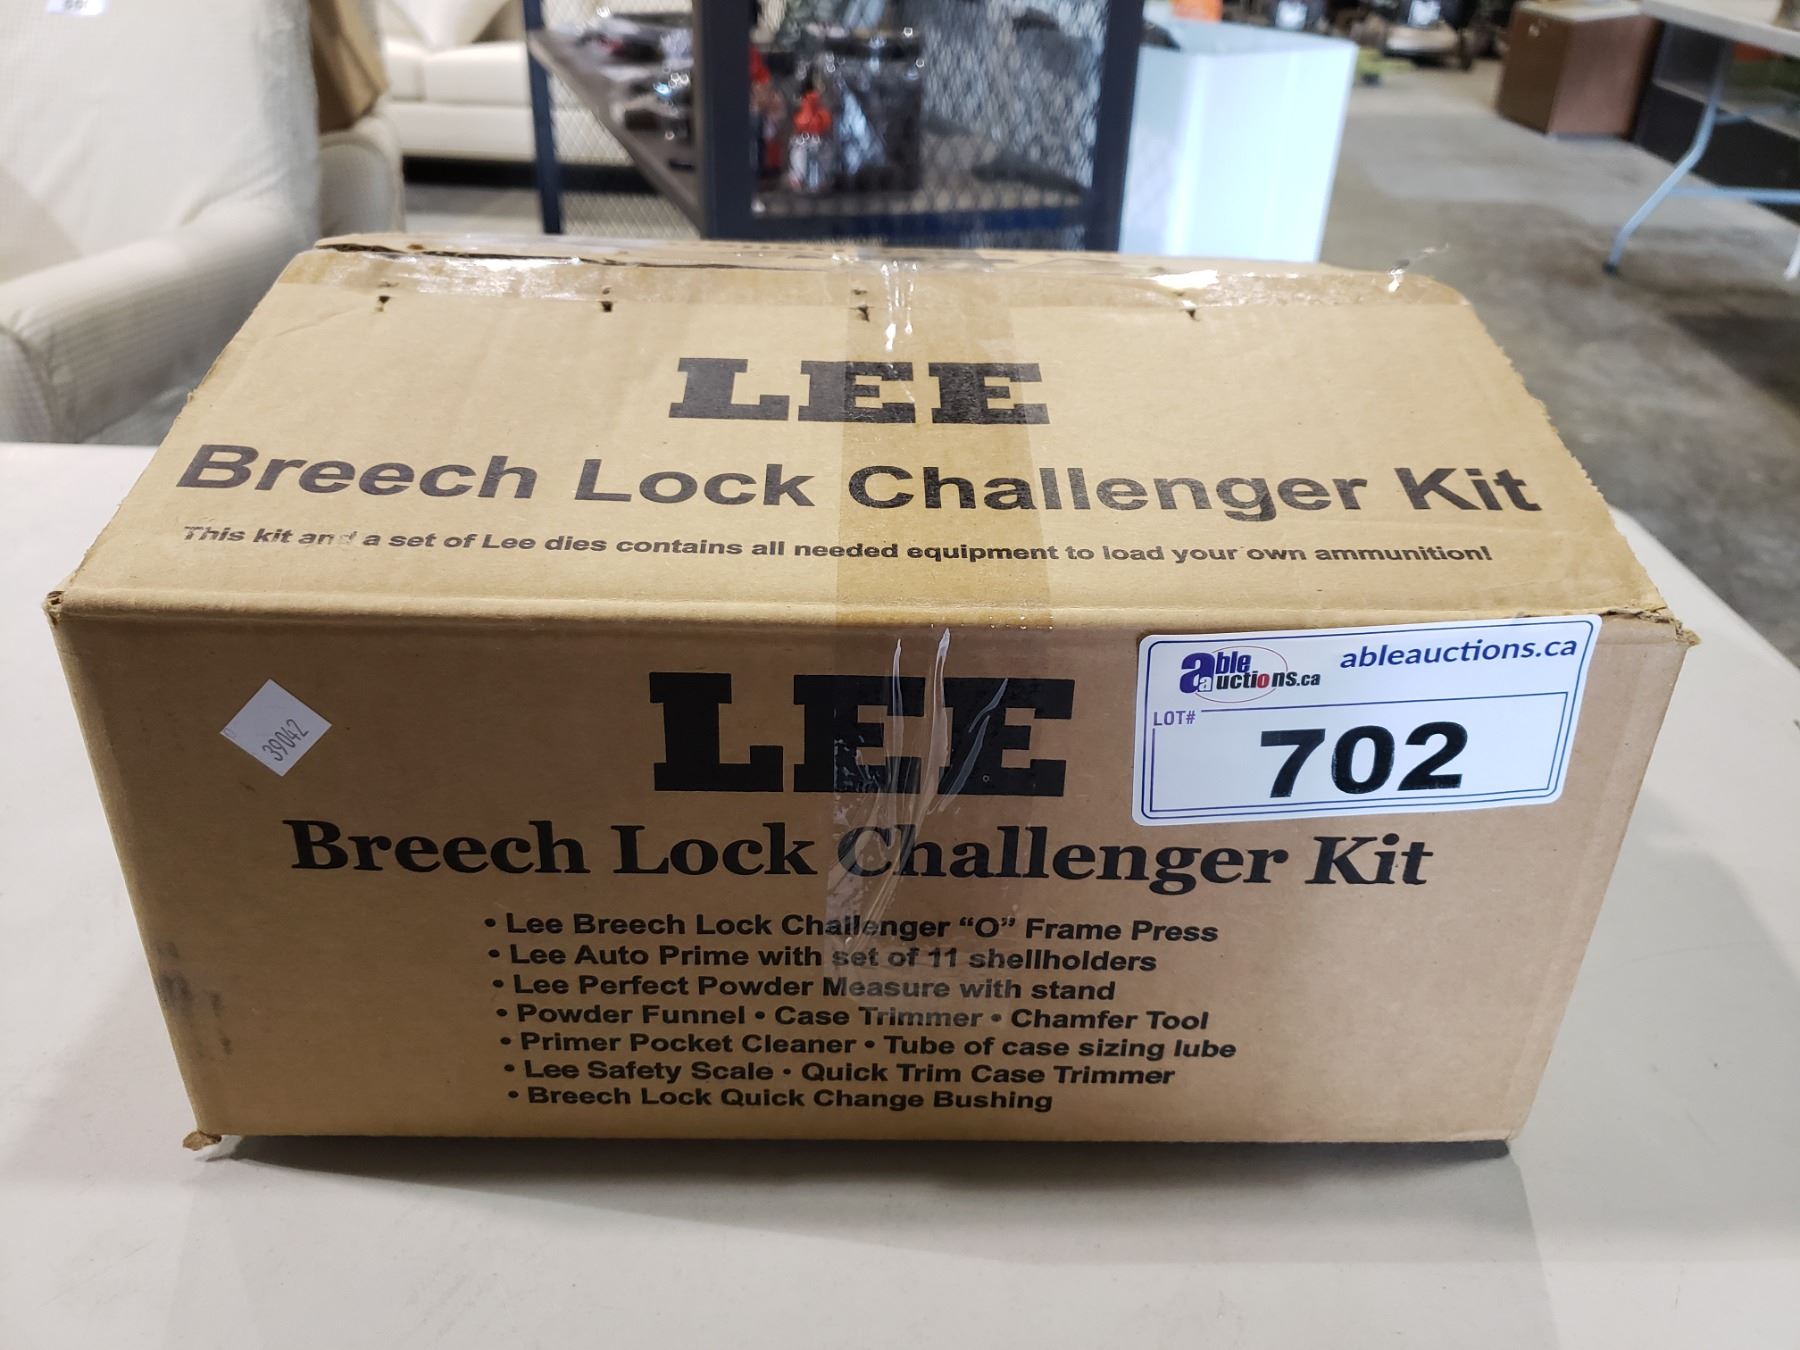 LEE
Breech Lock Challenger Kit
This kit and a set of Lee dies contains all needed equipment to load your own ammunition!
able auctions.ca
ableauctions.ca
LOT#
702
39042
LEE
Breech Lock Challenger Kit
• Lee Breech Lock Challenger “O” Frame Press
• Lee Auto Prime with set of 11 shellholders
• Lee Perfect Powder Measure with stand
• Powder Funnel • Case Trimmer • Chamfer Tool
• Primer Pocket Cleaner • Tube of case sizing lube
• Lee Safety Scale • Quick Trim Case Trimmer
• Breech Lock Quick Change Bushing